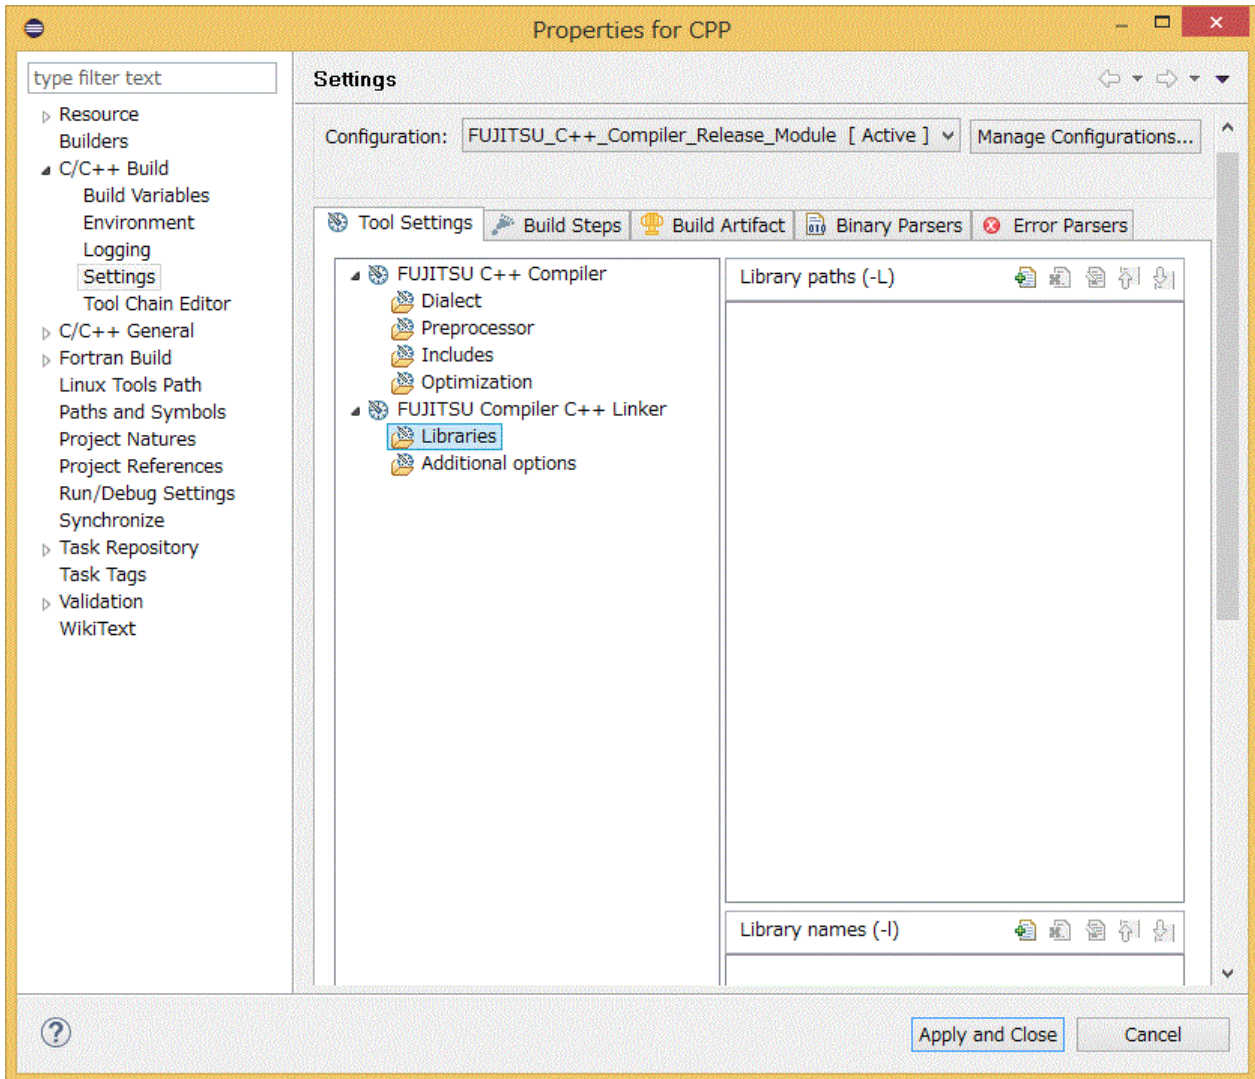 Properties for CPP
type filter text
Resource
Builders
C/C++ Build
Build Variables
Environment
Logging
Settings
Tool Chain Editor
C/C++ General
Fortran Build
Linux Tools Path
Paths and Symbols
Project Natures
Project References
Run/Debug Settings
Synchronize
Task Repository
Task Tags
Validation
WikiText
Settings
Configuration: FUJITSU_C++_Compiler_Release_Module [ Active ] Manage Configurations...
Tool Settings Build Steps Build Artifact Binary Parsers Error Parsers
FUJITSU C++ Compiler
Dialect
Preprocessor
Includes
Optimization
FUJITSU Compiler C++ Linker
Libraries
Additional options
Library paths (-L)
Library names (-l)
Apply and Close Cancel